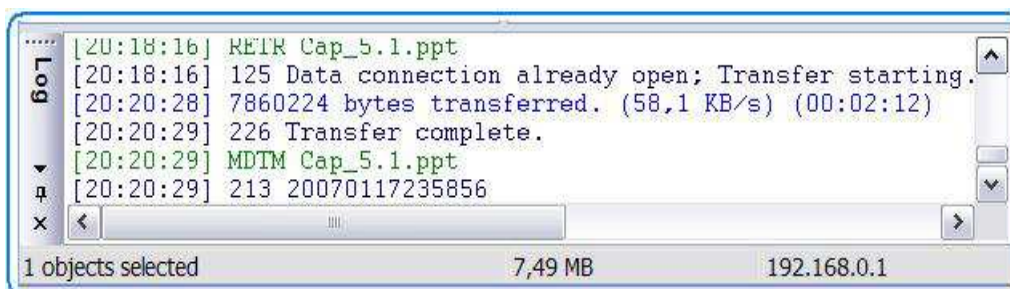 Log
[20:18:16] RETR Cap_5.1.ppt
[20:18:16] 125 Data connection already open; Transfer starting.
[20:20:28] 7860224 bytes transferred. (58,1 KB/s) (00:02:12)
[20:20:29] 226 Transfer complete.
[20:20:29] MDTM Cap_5.1.ppt
[20:20:29] 213 20070117235856
1 objects selected 7,49 MB 192.168.0.1